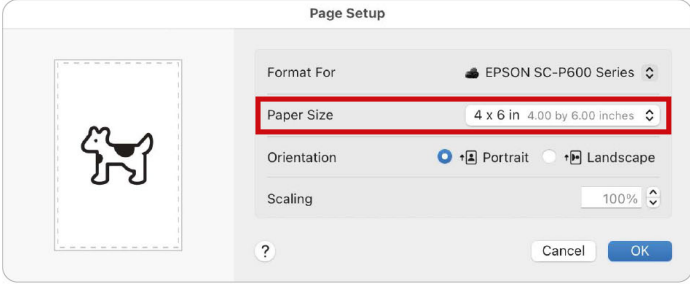 Page Setup
Format For EPSON SC-P600 Series
Paper Size 4 x 6 in 4.00 by 6.00 inches
Orientation Portrait Landscape
Scaling 100%
? Cancel OK